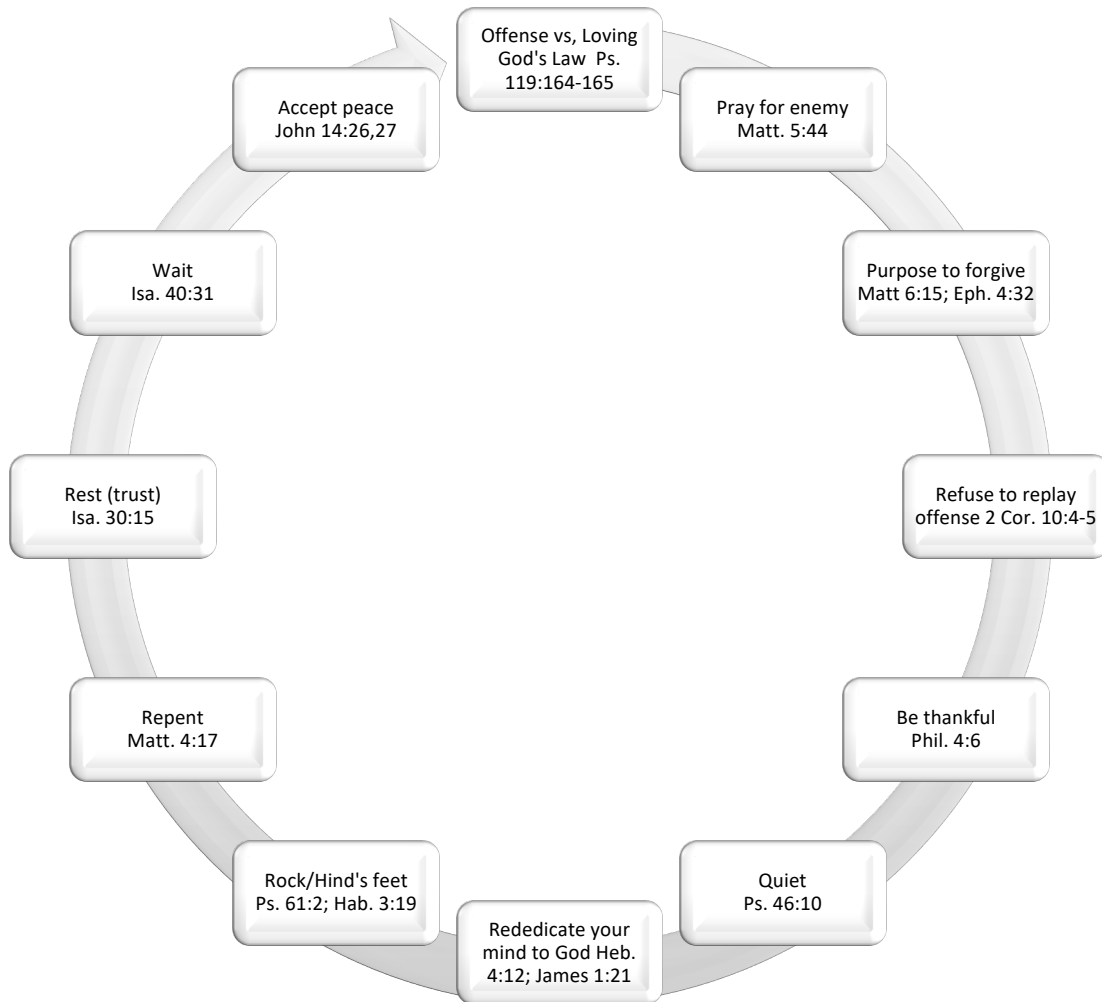 Offense vs, Loving
God's Law Ps.
119:164-165
Pray for enemy
Matt. 5:44
Purpose to forgive
Matt 6:15; Eph. 4:32
Refuse to replay
offense 2 Cor. 10:4-5
Be thankful
Phil. 4:6
Quiet
Ps. 46:10
Rededicate your
mind to God Heb.
4:12; James 1:21
Rock/Hind's feet
Ps. 61:2; Hab. 3:19
Repent
Matt. 4:17
Rest (trust)
Isa. 30:15
Wait
Isa. 40:31
Accept peace
John 14:26,27